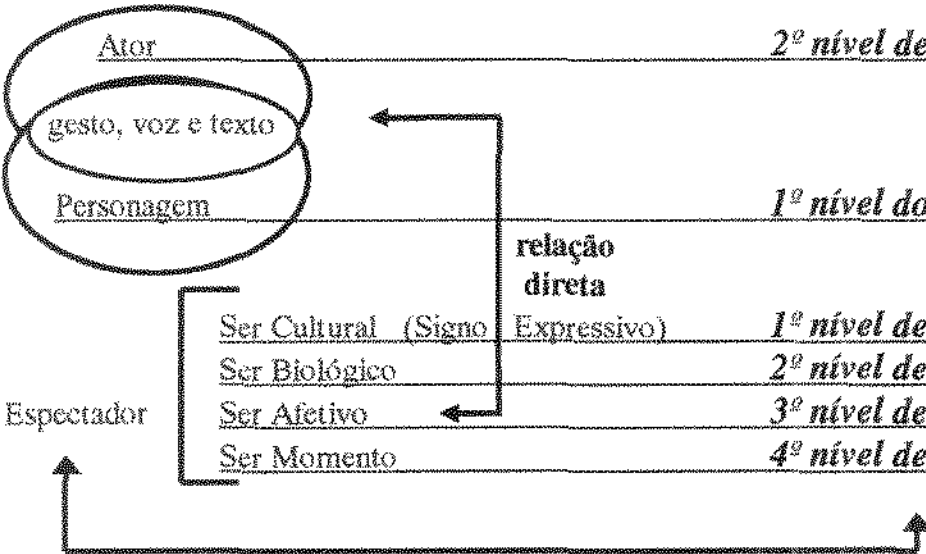 Ator 2º nível de
gesto, voz e texto
Personagem 1º nível do
relação
direta
Ser Cultural (Signo Expressivo) 1º nível de
Ser Biológico 2º nível de
Espectador Ser Afetivo 3º nível de
Ser Momento 4º nível de